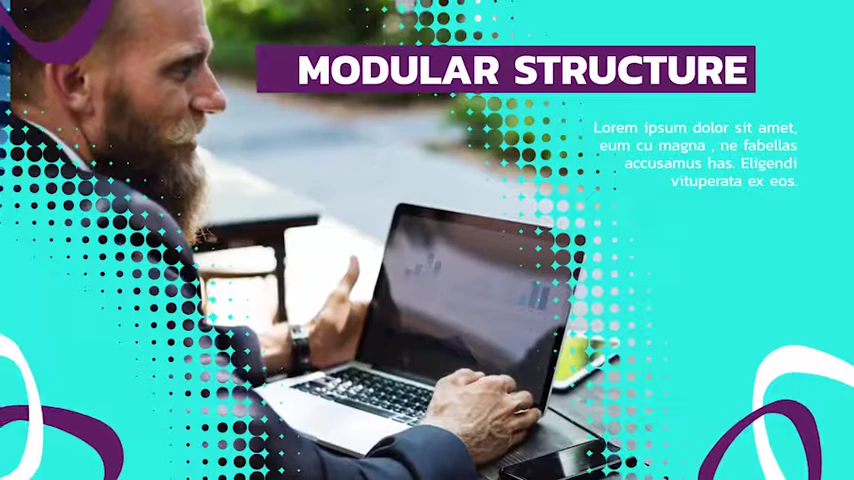 MODULAR STRUCTURE
Lorem ipsum dolor sit amet,
eum cu magna , ne fabellas
accusamus has. Eligendi
vituperata ex eos.